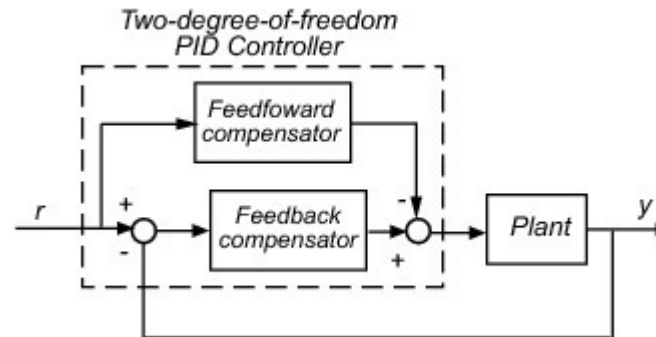 Two-degree-of-freedom
PID Controller
Feedfoward
compensator
-
r
+
-
Feedback
compensator
+
Plant
y